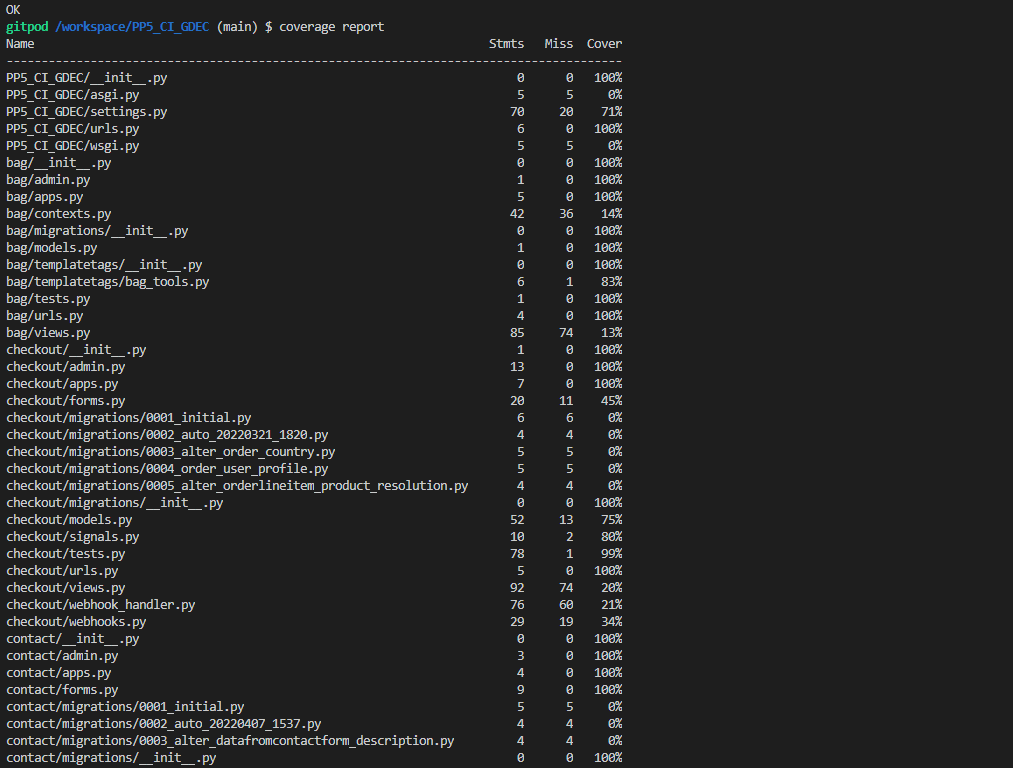 OK
gitpod /workspace/PP5_CI_GDEC (main) $ coverage report
Name Stmts Miss Cover
----------------------------------------------------------------------------------------
PP5_CI_GDEC/__init__.py 0 0 100%
PP5_CI_GDEC/asgi.py 5 5 0%
PP5_CI_GDEC/settings.py 70 20 71%
PP5_CI_GDEC/urls.py 6 0 100%
PP5_CI_GDEC/wsgi.py 5 5 0%
bag/__init__.py 0 0 100%
bag/admin.py 1 0 100%
bag/apps.py 5 0 100%
bag/contexts.py 42 36 14%
bag/migrations/__init__.py 0 0 100%
bag/models.py 1 0 100%
bag/templatetags/__init__.py 0 0 100%
bag/templatetags/bag_tools.py 6 1 83%
bag/tests.py 1 0 100%
bag/urls.py 4 0 100%
bag/views.py 85 74 13%
checkout/__init__.py 1 0 100%
checkout/admin.py 13 0 100%
checkout/apps.py 7 0 100%
checkout/forms.py 20 11 45%
checkout/migrations/0001_initial.py 6 6 0%
checkout/migrations/0002_auto_20220321_1820.py 4 4 0%
checkout/migrations/0003_alter_order_country.py 5 5 0%
checkout/migrations/0004_order_user_profile.py 5 5 0%
checkout/migrations/0005_alter_orderlineitem_product_resolution.py 4 4 0%
checkout/migrations/__init__.py 0 0 100%
checkout/models.py 52 13 75%
checkout/signals.py 10 2 80%
checkout/tests.py 78 1 99%
checkout/urls.py 5 0 100%
checkout/views.py 92 74 20%
checkout/webhook_handler.py 76 60 21%
checkout/webhooks.py 29 19 34%
contact/__init__.py 0 0 100%
contact/admin.py 3 0 100%
contact/apps.py 4 0 100%
contact/forms.py 9 0 100%
contact/migrations/0001_initial.py 5 5 0%
contact/migrations/0002_auto_20220407_1537.py 4 4 0%
contact/migrations/0003_alter_datafromcontactform_description.py 4 4 0%
contact/migrations/__init__.py 0 0 100%